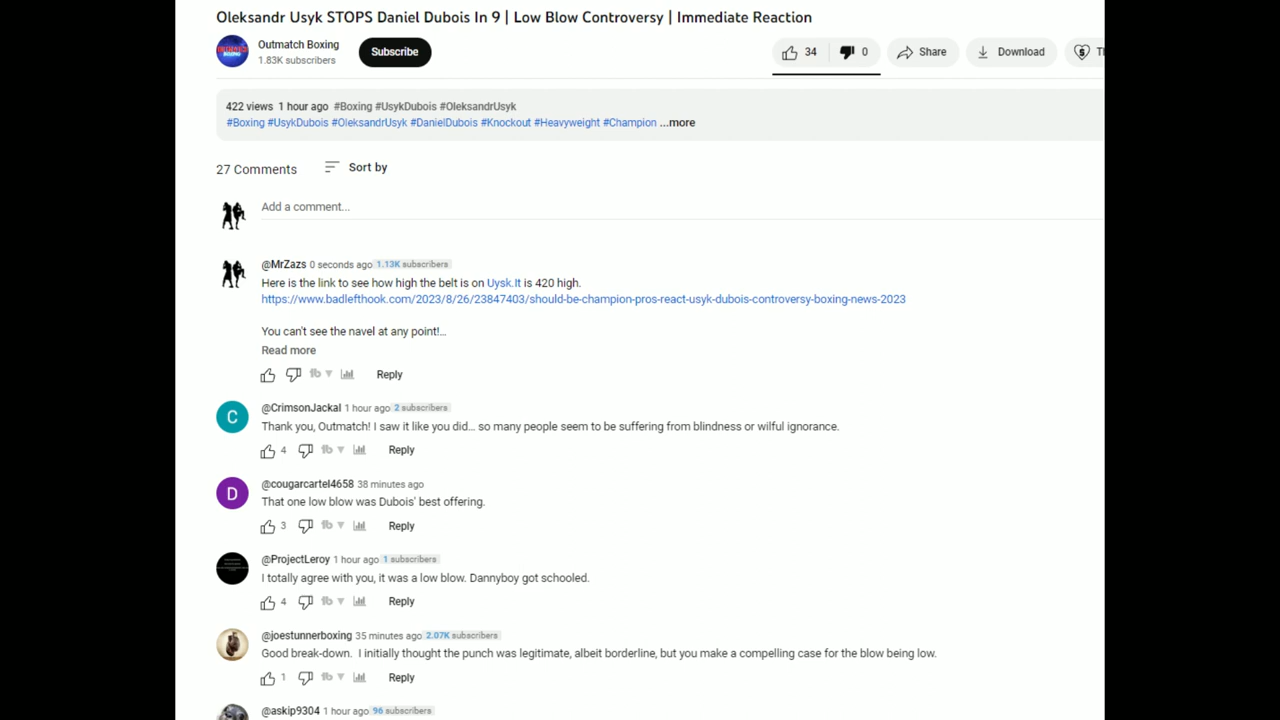 Oleksandr Usyk STOPS Daniel Dubois In 9 | Low Blow Controversy | Immediate Reaction
Outmatch Boxing
1.83K subscribers
Subscribe
34
0
Share
Download
Th
422 views 1 hour ago #Boxing #UsykDubois #OleksandrUsyk
#Boxing #UsykDubois #OleksandrUsyk #DanielDubois #Knockout #Heavyweight #Champion ...more
27 Comments
Sort by
Add a comment...
@MrZazs 0 seconds ago 1.13K subscribers
Here is the link to see how high the belt is on Uysk.It is 420 high.
https://www.badlefthook.com/2023/8/26/23847403/should-be-champion-pros-react-usyk-dubois-controversy-boxing-news-2023
You can't see the navel at any point!...
Read more
Reply
C
@CrimsonJackal 1 hour ago 2 subscribers
Thank you, Outmatch! I saw it like you did... so many people seem to be suffering from blindness or wilful ignorance.
4
Reply
D
@cougarcartel4658 38 minutes ago
That one low blow was Dubois' best offering.
3
Reply
@ProjectLeroy 1 hour ago 1 subscribers
I totally agree with you, it was a low blow. Dannyboy got schooled.
4
Reply
@joestunnerboxing 35 minutes ago 2.07K subscribers
Good break-down. I initially thought the punch was legitimate, albeit borderline, but you make a compelling case for the blow being low.
1
Reply
@askip9304 1 hour ago 96 subscribers